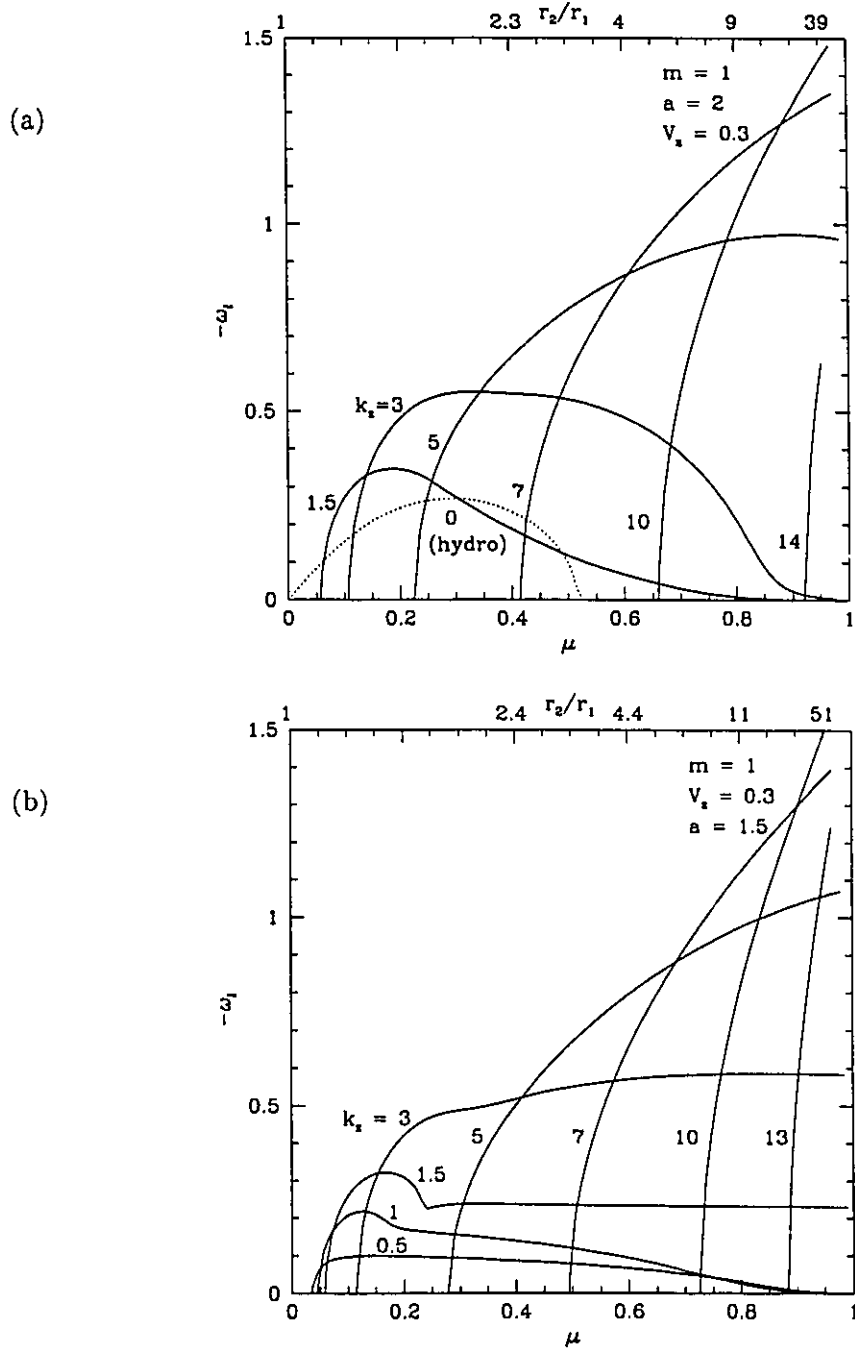 (a)
1 2.3 r₂/r₁ 4 9 39
1.5
m = 1
a = 2
V_z = 0.3
1
-ω_i
0.5
k_z=3
5
1.5
0
(hydro)
7
10
14
0
0 0.2 0.4 0.6 0.8 1
μ
(b)
1 2.4 r₂/r₁ 4.4 11 51
1.5
m = 1
V_z = 0.3
a = 1.5
1
-ω_i
0.5
k_z = 3
5
7
10
13
1.5
1
0.5
0
0 0.2 0.4 0.6 0.8 1
μ